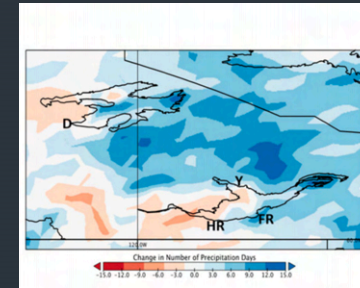 D
Y
HR
FR
120.0W
Change in Number of Precipitation Days
-15.0 -12.0 -9.0 -6.0 -3.0 0.0 3.0 6.0 9.0 12.0 15.0